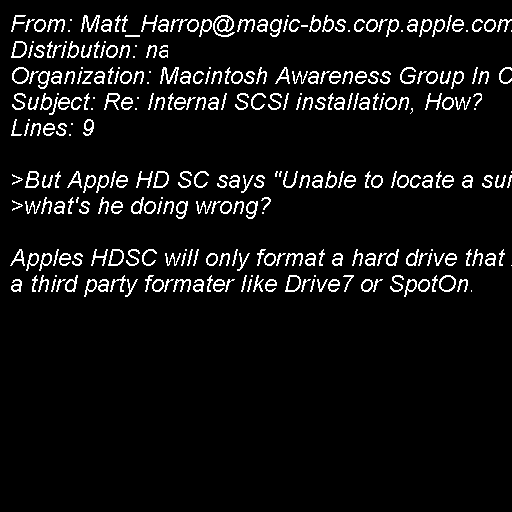 From: Matt_Harrop@magic-bbs.corp.apple.com
Distribution: na
Organization: Macintosh Awareness Group In
Subject: Re: Internal SCSI installation, How?
Lines: 9

>But Apple HD SC says "Unable to locate a
>what's he doing wrong?

Apples HDSC will only format a hard drive that
a third party formater like Drive7 or SpotOn.